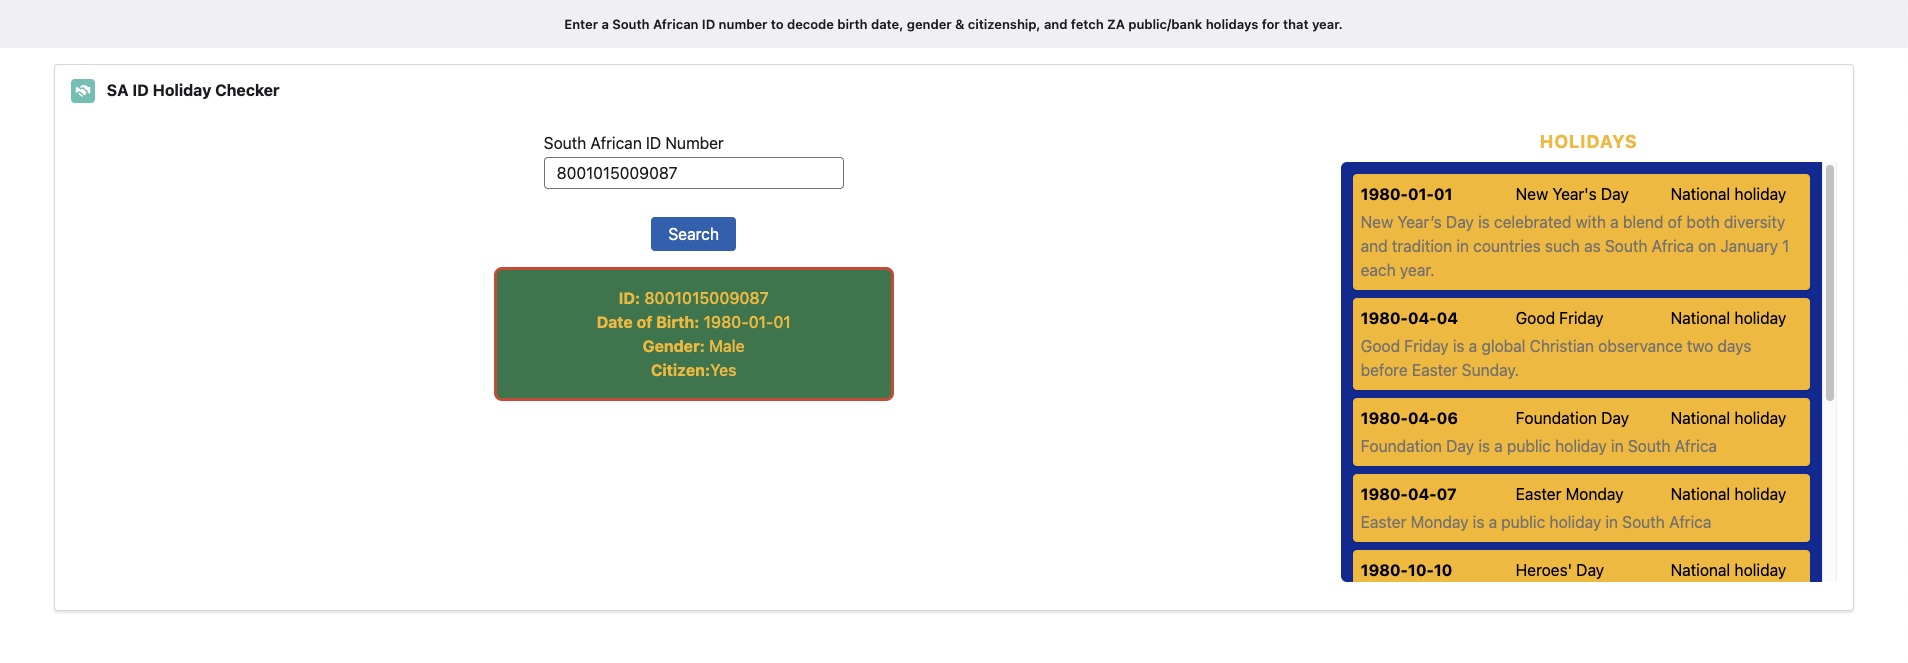 Enter a South African ID number to decode birth date, gender & citizenship, and fetch ZA public/bank holidays for that year.
SA ID Holiday Checker
South African ID Number
8001015009087
Search
ID: 8001015009087
Date of Birth: 1980-01-01
Gender: Male
Citizen:Yes
HOLIDAYS
1980-01-01 New Year's Day National holiday
New Year’s Day is celebrated with a blend of both diversity
and tradition in countries such as South Africa on January 1
each year.
1980-04-04 Good Friday National holiday
Good Friday is a global Christian observance two days
before Easter Sunday.
1980-04-06 Foundation Day National holiday
Foundation Day is a public holiday in South Africa
1980-04-07 Easter Monday National holiday
Easter Monday is a public holiday in South Africa
1980-10-10 Heroes' Day National holiday